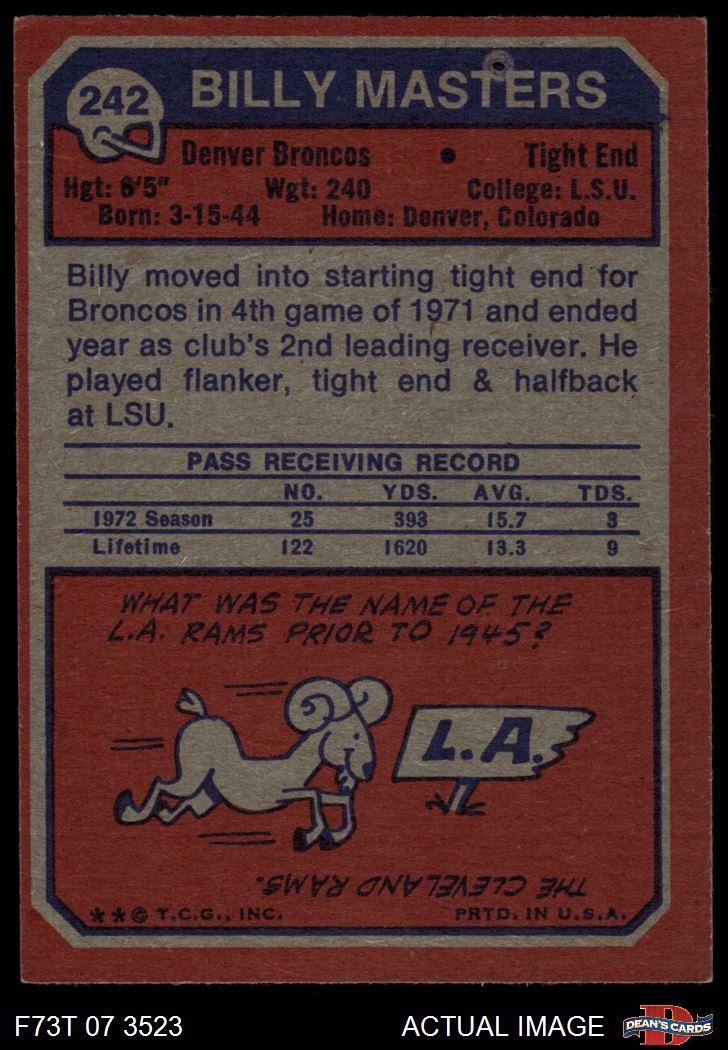 242 BILLY MASTERS
Denver Broncos • Tight End
Hgt: 6'5" Wgt: 240 College: L.S.U.
Born: 3-15-44 Home: Denver, Colorado
Billy moved into starting tight end for
Broncos in 4th game of 1971 and ended
year as club's 2nd leading receiver. He
played flanker, tight end & halfback
at LSU.
PASS RECEIVING RECORD
NO. YDS. AVG. TDS.
1972 Season 25 393 15.7 3
Lifetime 122 1620 13.3 9
WHAT WAS THE NAME OF THE
L.A. RAMS PRIOR TO 1945?
L.A.
THE CLEVELAND RAMS.
**© T.C.G., INC. PRTD. IN U.S.A.
F73T 07 3523 ACTUAL IMAGE D DEAN'S CARDS